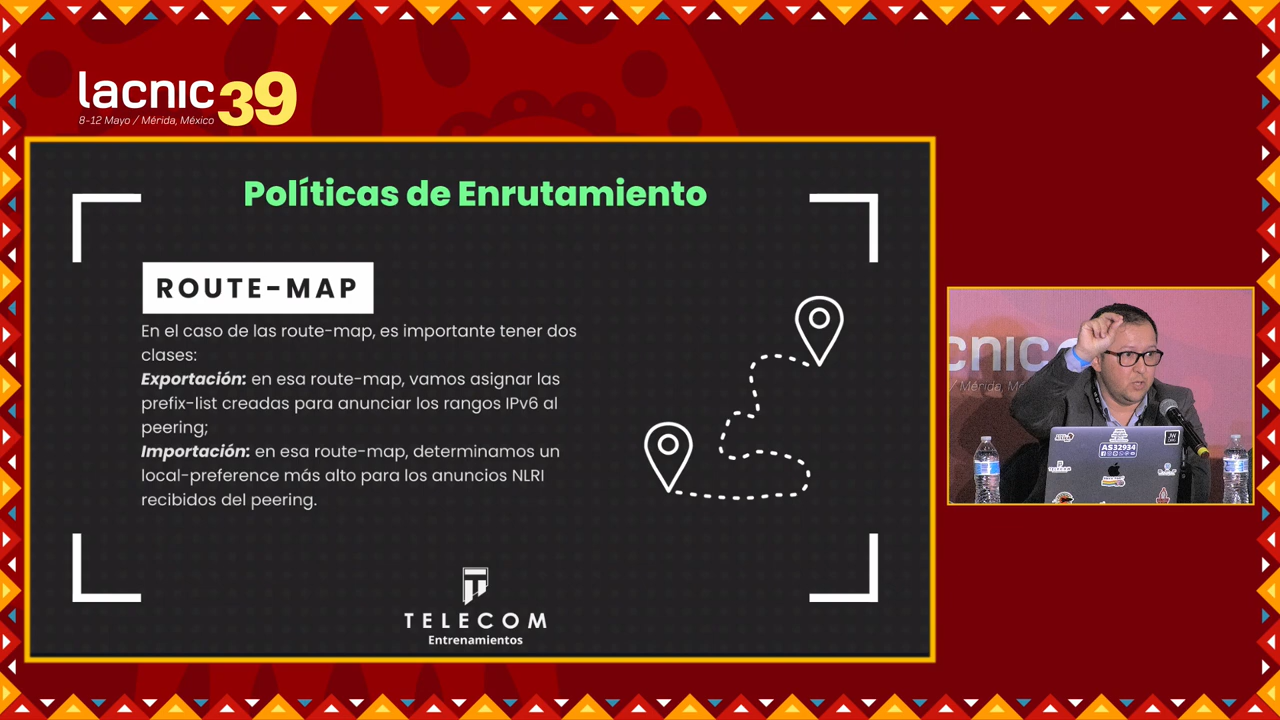 lacnic39
8-12 Mayo / Mérida, México
Políticas de Enrutamiento
ROUTE-MAP
En el caso de las route-map, es importante tener dos
clases:
Exportación: en esa route-map, vamos asignar las
prefix-list creadas para anunciar los rangos IPv6 al
peering;
Importación: en esa route-map, determinamos un
local-preference más alto para los anuncios NLRI
recibidos del peering.
TELECOM
Entrenamientos
cnic
/ Mérida, Mé
AS32934